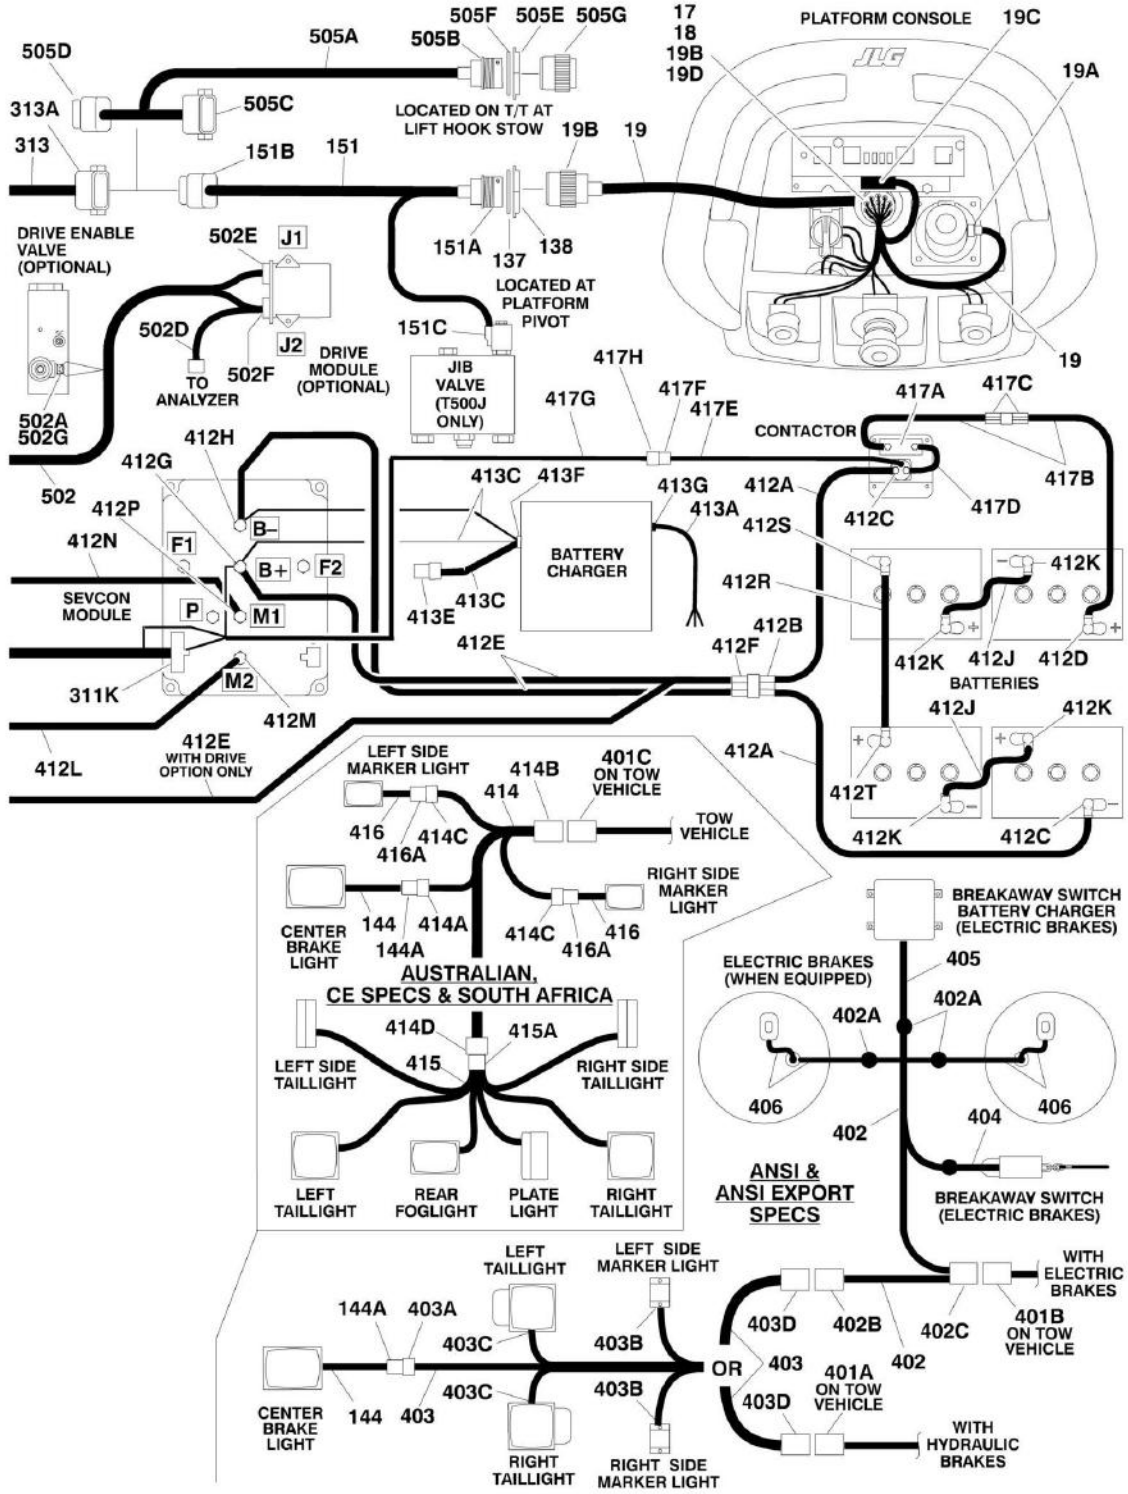 505F 505E 505G
17
18
19B
19D
PLATFORM CONSOLE
19C
505A
505B
505D
JLG
19A
313A
505C
LOCATED ON T/T AT
LIFT HOOK STOW
19B
19
313
151B
151
DRIVE ENABLE
VALVE
(OPTIONAL)
502E
J1
151A
137
138
LOCATED AT
PLATFORM
PIVOT
502D
J2
151C
19
502F
DRIVE
MODULE
(OPTIONAL)
TO
ANALYZER
JIB
VALVE
(T500J
ONLY)
417H
417F
417G
417E
417A
417C
502A
502G
412H
CONTACTOR
412G
413C
413F
413G
412A
417B
502
412P
413A
412C
417D
B–
412S
412N
F1
BATTERY
CHARGER
B+
F2
412R
412K
SEVCON
MODULE
P
M1
413E
413C
412E
412F
412B
412K
412J
412D
311K
M2
BATTERIES
412M
412J
412K
412L
412E
WITH DRIVE
OPTION ONLY
LEFT SIDE
MARKER LIGHT
401C
ON TOW
VEHICLE
412A
414B
414
412T
416
414C
416A
TOW
VEHICLE
412K
412C
RIGHT SIDE
MARKER
LIGHT
BREAKAWAY SWITCH
BATTERY CHARGER
(ELECTRIC BRAKES)
144
414A
CENTER
BRAKE
LIGHT
144A
414C
416A
416
405
AUSTRALIAN,
CE SPECS & SOUTH AFRICA
ELECTRIC BRAKES
(WHEN EQUIPPED)
402A
402A
414D
415A
LEFT SIDE
TAILLIGHT
415
RIGHT SIDE
TAILLIGHT
406
406
402
404
LEFT
TAILLIGHT
REAR
FOGLIGHT
PLATE
LIGHT
RIGHT
TAILLIGHT
ANSI &
ANSI EXPORT
SPECS
BREAKAWAY SWITCH
(ELECTRIC BRAKES)
LEFT
TAILLIGHT
LEFT SIDE
MARKER LIGHT
WITH
ELECTRIC
BRAKES
144A
403A
403C
403B
403D
402B
402C
401B
ON TOW
VEHICLE
OR
403
402
403C
403B
401A
ON TOW
VEHICLE
CENTER
BRAKE
LIGHT
144
403
403D
WITH
HYDRAULIC
BRAKES
RIGHT
TAILLIGHT
RIGHT SIDE
MARKER LIGHT